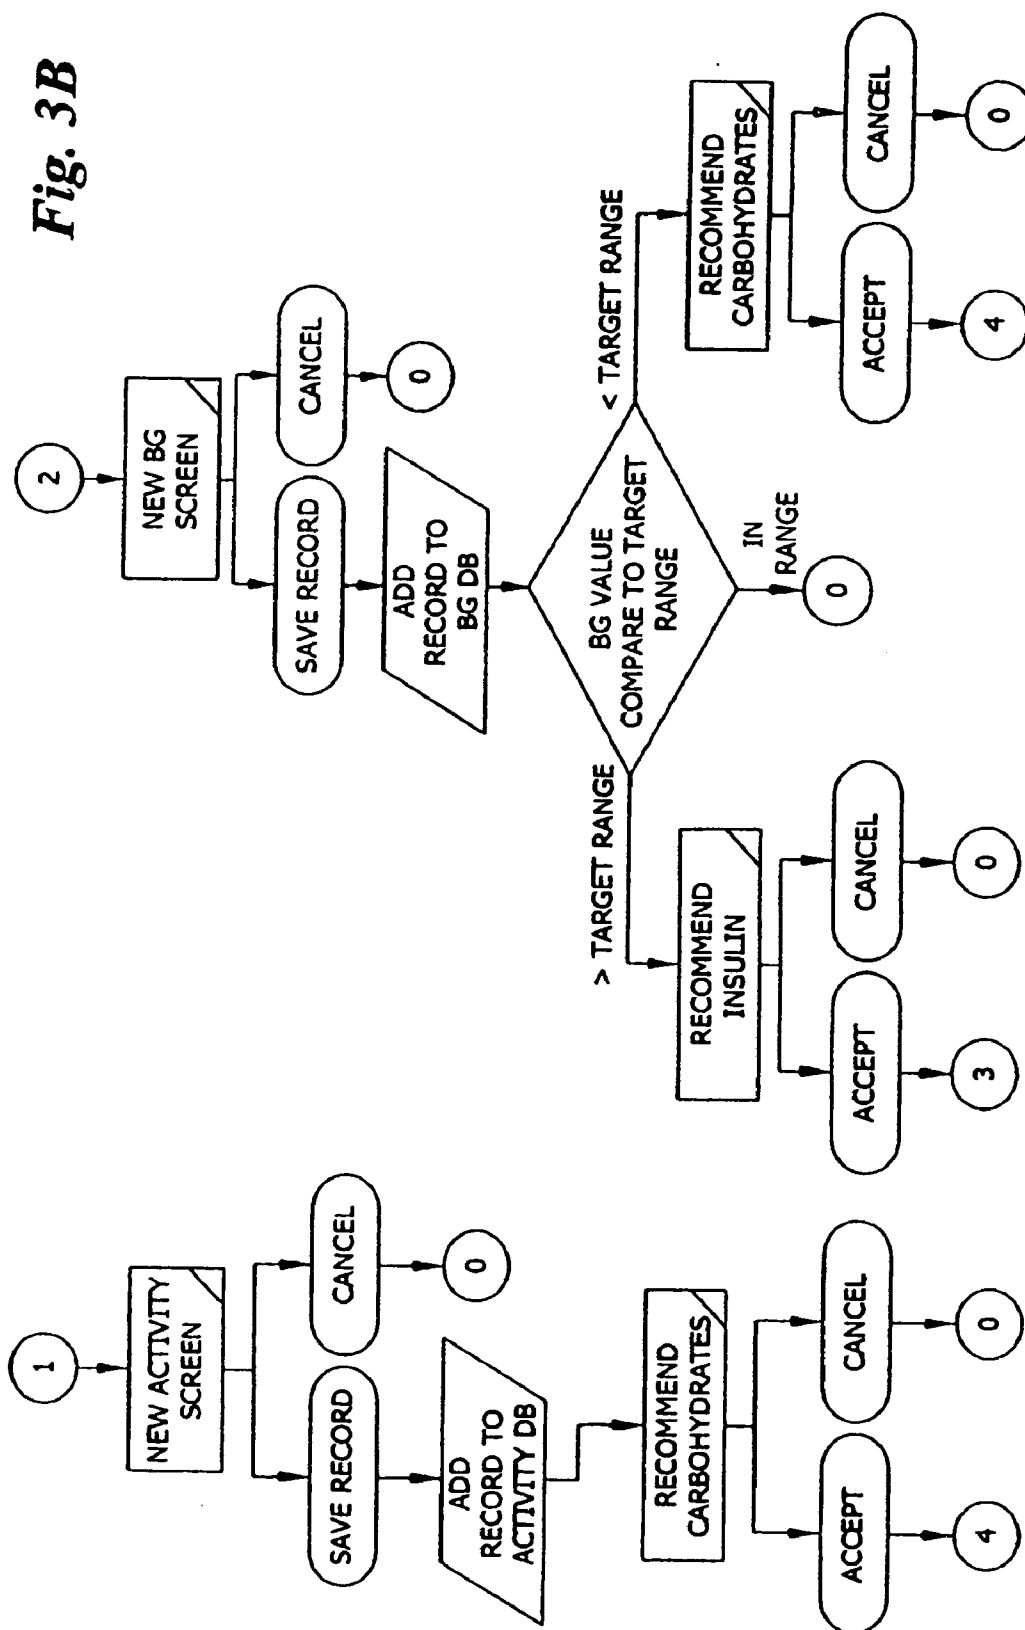 Fig. 3B
1
NEW ACTIVITY
SCREEN
SAVE RECORD
CANCEL
0
ADD
RECORD TO
ACTIVITY DB
RECOMMEND
CARBOHYDRATES
ACCEPT
CANCEL
4
0
2
NEW BG
SCREEN
SAVE RECORD
CANCEL
0
ADD
RECORD TO
BG DB
BG VALUE
COMPARE TO TARGET
RANGE
> TARGET RANGE
< TARGET RANGE
IN
RANGE
0
RECOMMEND
INSULIN
ACCEPT
CANCEL
3
0
RECOMMEND
CARBOHYDRATES
ACCEPT
CANCEL
4
0